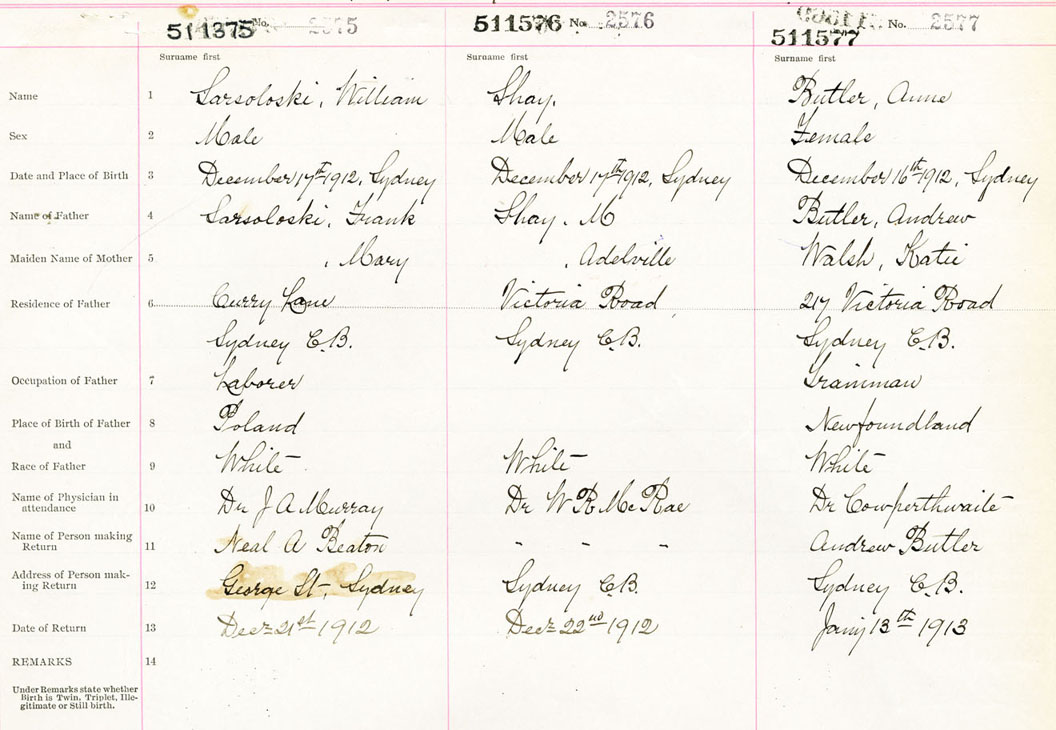 511375 No. 2575
511576 No. 2576
No. 2577
511577
Surname first Surname first Surname first
Name 1 Sarsoloski, William Shay. Butler, Anne
Sex 2 Male Male Female
Date and Place of Birth 3 December 17th 1912, Sydney December 17th 1912, Sydney December 16th 1912, Sydney
Name of Father 4 Sarsoloski, Frank Shay. M Butler, Andrew
Maiden Name of Mother 5 , Mary , Adelville Walsh, Katie
Residence of Father 6 Curry Lane Victoria Road 217 Victoria Road
Sydney C.B. Sydney C.B. Sydney C.B.
Occupation of Father 7 Laborer Trainman
Place of Birth of Father 8 Poland Newfoundland
and
Race of Father 9 White White White
Name of Physician in
attendance 10 Dr J A Murray Dr W R McRae Dr Cowperthwaite
Name of Person making
Return 11 Neal A Beaton " " " Andrew Butler
Address of Person mak-
ing Return 12 George St, Sydney Sydney C.B. Sydney C.B.
Date of Return 13 Decr 21st 1912 Decr 22nd 1912 Jany 13th 1913
REMARKS 14
Under Remarks state whether
Birth is Twin, Triplet, Ille-
gitimate or Still birth.